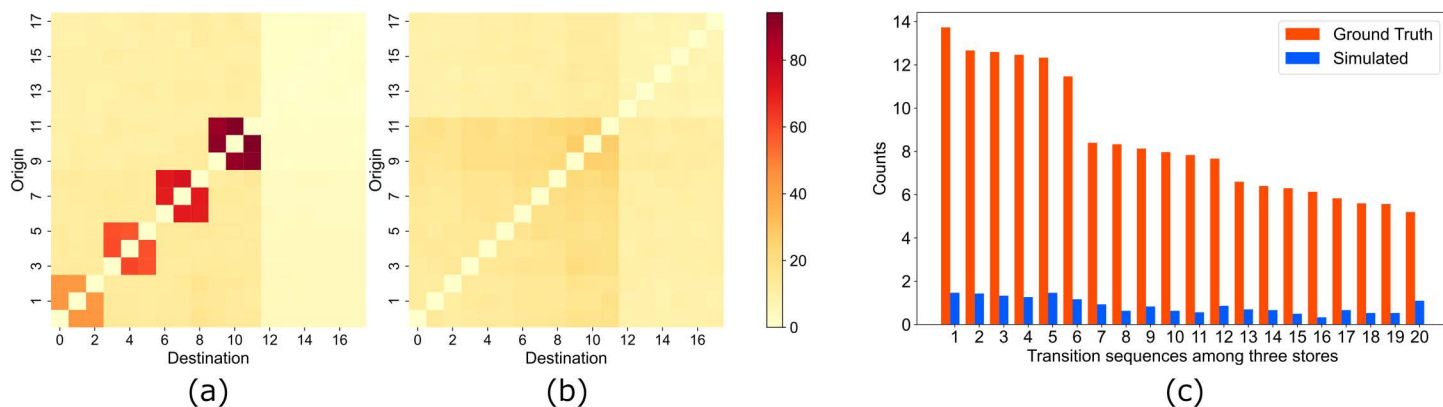 17
15
13
11
9
7
5
3
1
Origin
0 2 4 6 8 10 12 14 16
Destination
(a)
17
15
13
11
9
7
5
3
1
Origin
0 2 4 6 8 10 12 14 16
Destination
(b)
80
60
40
20
0
14
12
10
8
6
4
2
0
Counts
Ground Truth
Simulated
1 2 3 4 5 6 7 8 9 10 11 12 13 14 15 16 17 18 19 20
Transition sequences among three stores
(c)